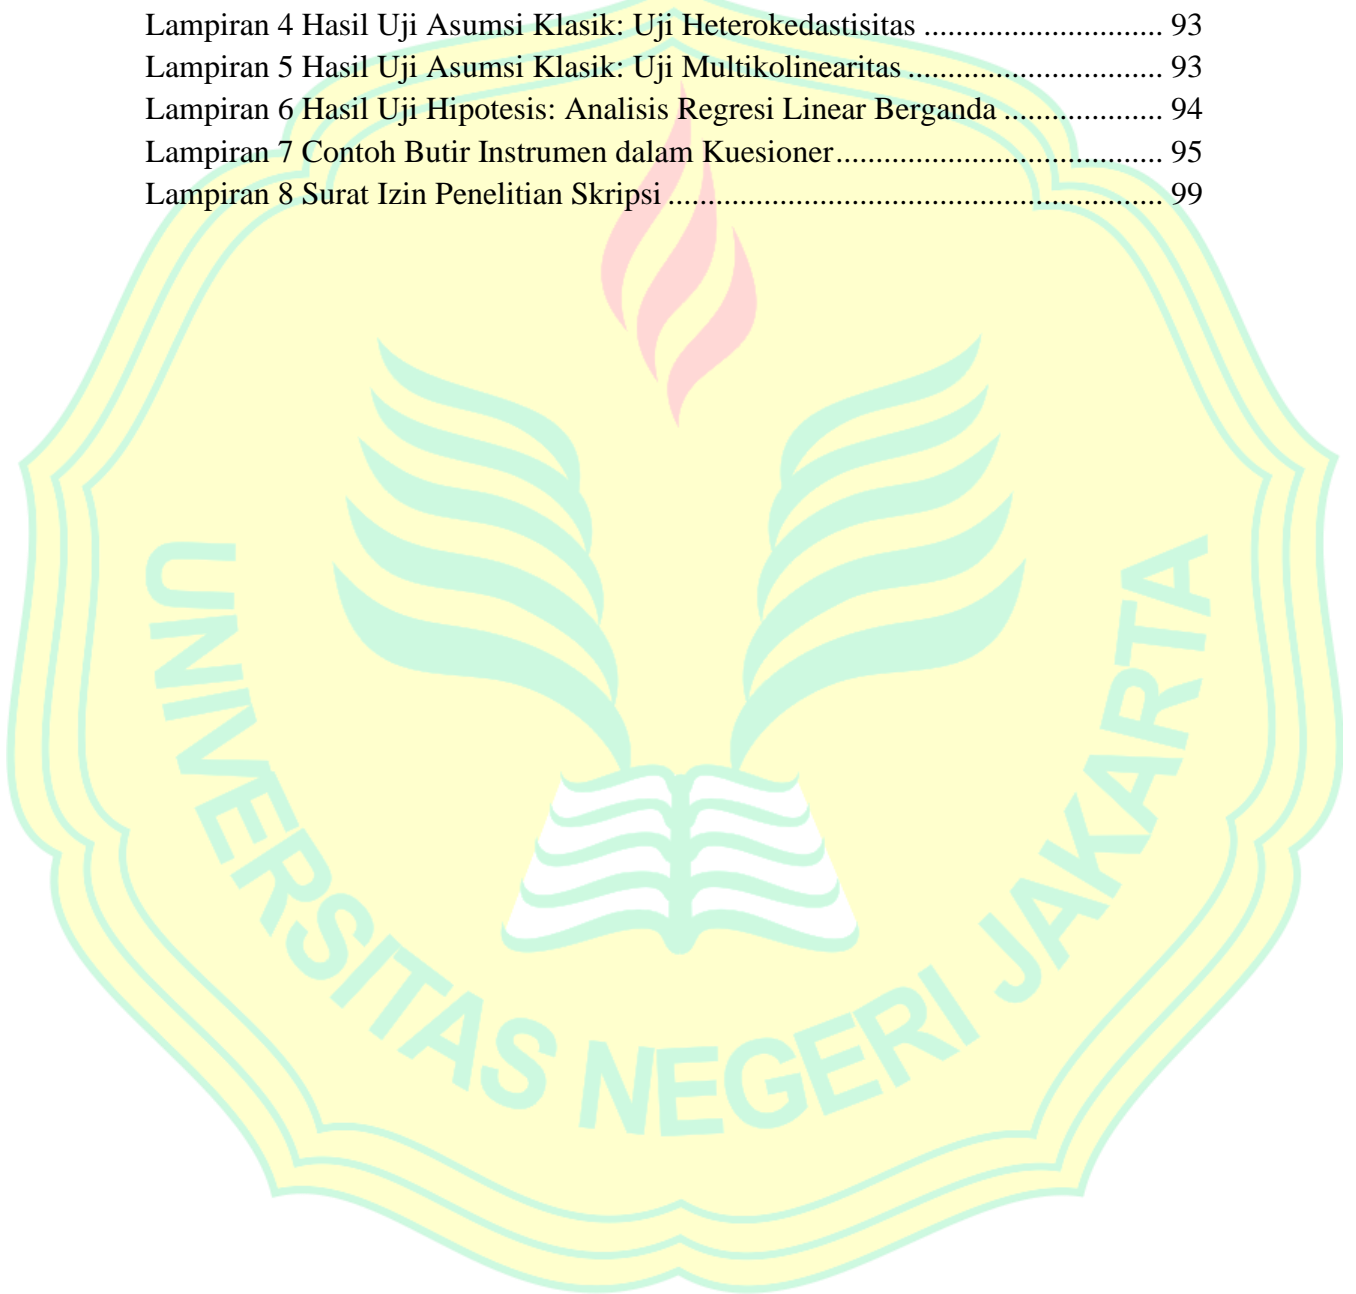 Lampiran 4 Hasil Uji Asumsi Klasik: Uji Heterokedastisitas ............................... 93
Lampiran 5 Hasil Uji Asumsi Klasik: Uji Multikolinearitas ................................. 93
Lampiran 6 Hasil Uji Hipotesis: Analisis Regresi Linear Berganda .................... 94
Lampiran 7 Contoh Butir Instrumen dalam Kuesioner.......................................... 95
Lampiran 8 Surat Izin Penelitian Skripsi ............................................................... 99
UNIVERSITAS NEGERI JAKARTA